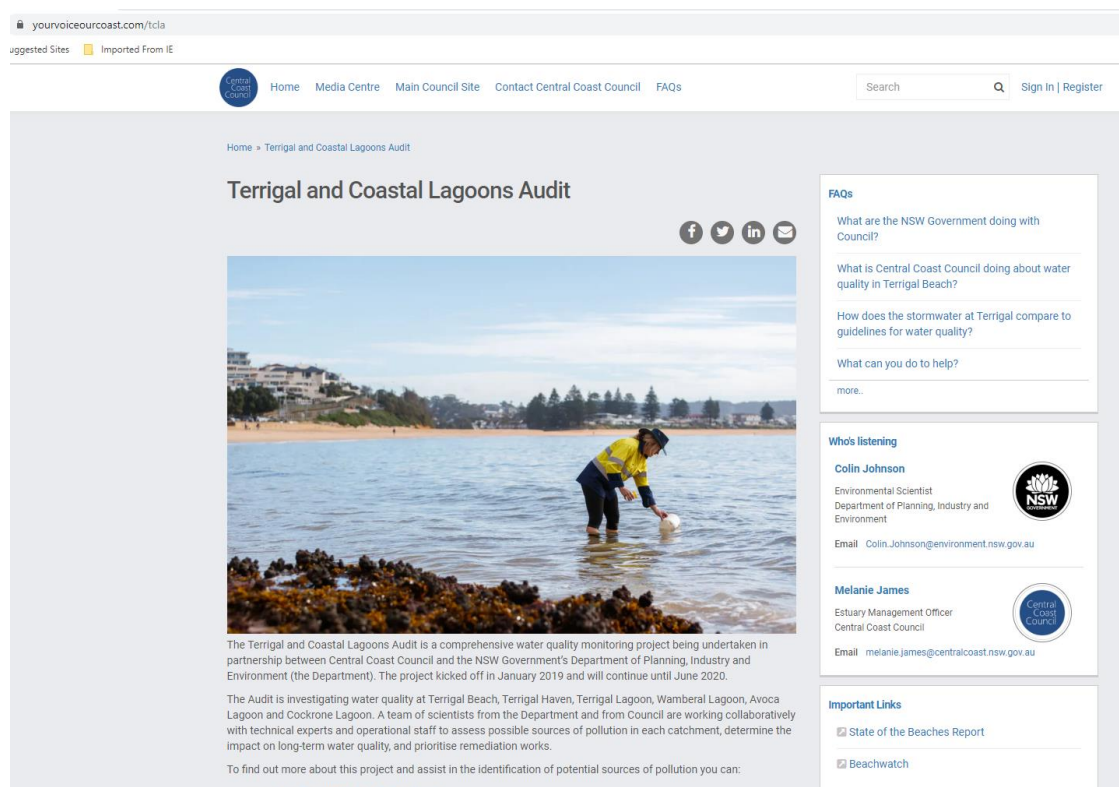 yourvoiceourcoast.com/tcla
uggested Sites Imported From IE
Central Coast Council
Home Media Centre Main Council Site Contact Central Coast Council FAQs Search Sign In | Register
Home » Terrigal and Coastal Lagoons Audit
Terrigal and Coastal Lagoons Audit
The Terrigal and Coastal Lagoons Audit is a comprehensive water quality monitoring project being undertaken in
partnership between Central Coast Council and the NSW Government's Department of Planning, Industry and
Environment (the Department). The project kicked off in January 2019 and will continue until June 2020.
The Audit is investigating water quality at Terrigal Beach, Terrigal Haven, Terrigal Lagoon, Wamberal Lagoon, Avoca
Lagoon and Cockrone Lagoon. A team of scientists from the Department and from Council are working collaboratively
with technical experts and operational staff to assess possible sources of pollution in each catchment, determine the
impact on long-term water quality, and prioritise remediation works.
To find out more about this project and assist in the identification of potential sources of pollution you can:
FAQs
What are the NSW Government doing with
Council?
What is Central Coast Council doing about water
quality in Terrigal Beach?
How does the stormwater at Terrigal compare to
guidelines for water quality?
What can you do to help?
more..
Who's listening
Colin Johnson
Environmental Scientist
Department of Planning, Industry and
Environment
NSW
GOVERNMENT
Email Colin.Johnson@environment.nsw.gov.au
Melanie James
Estuary Management Officer
Central Coast Council
Central
Coast
Council
Email melanie.james@centralcoast.nsw.gov.au
Important Links
State of the Beaches Report
Beachwatch